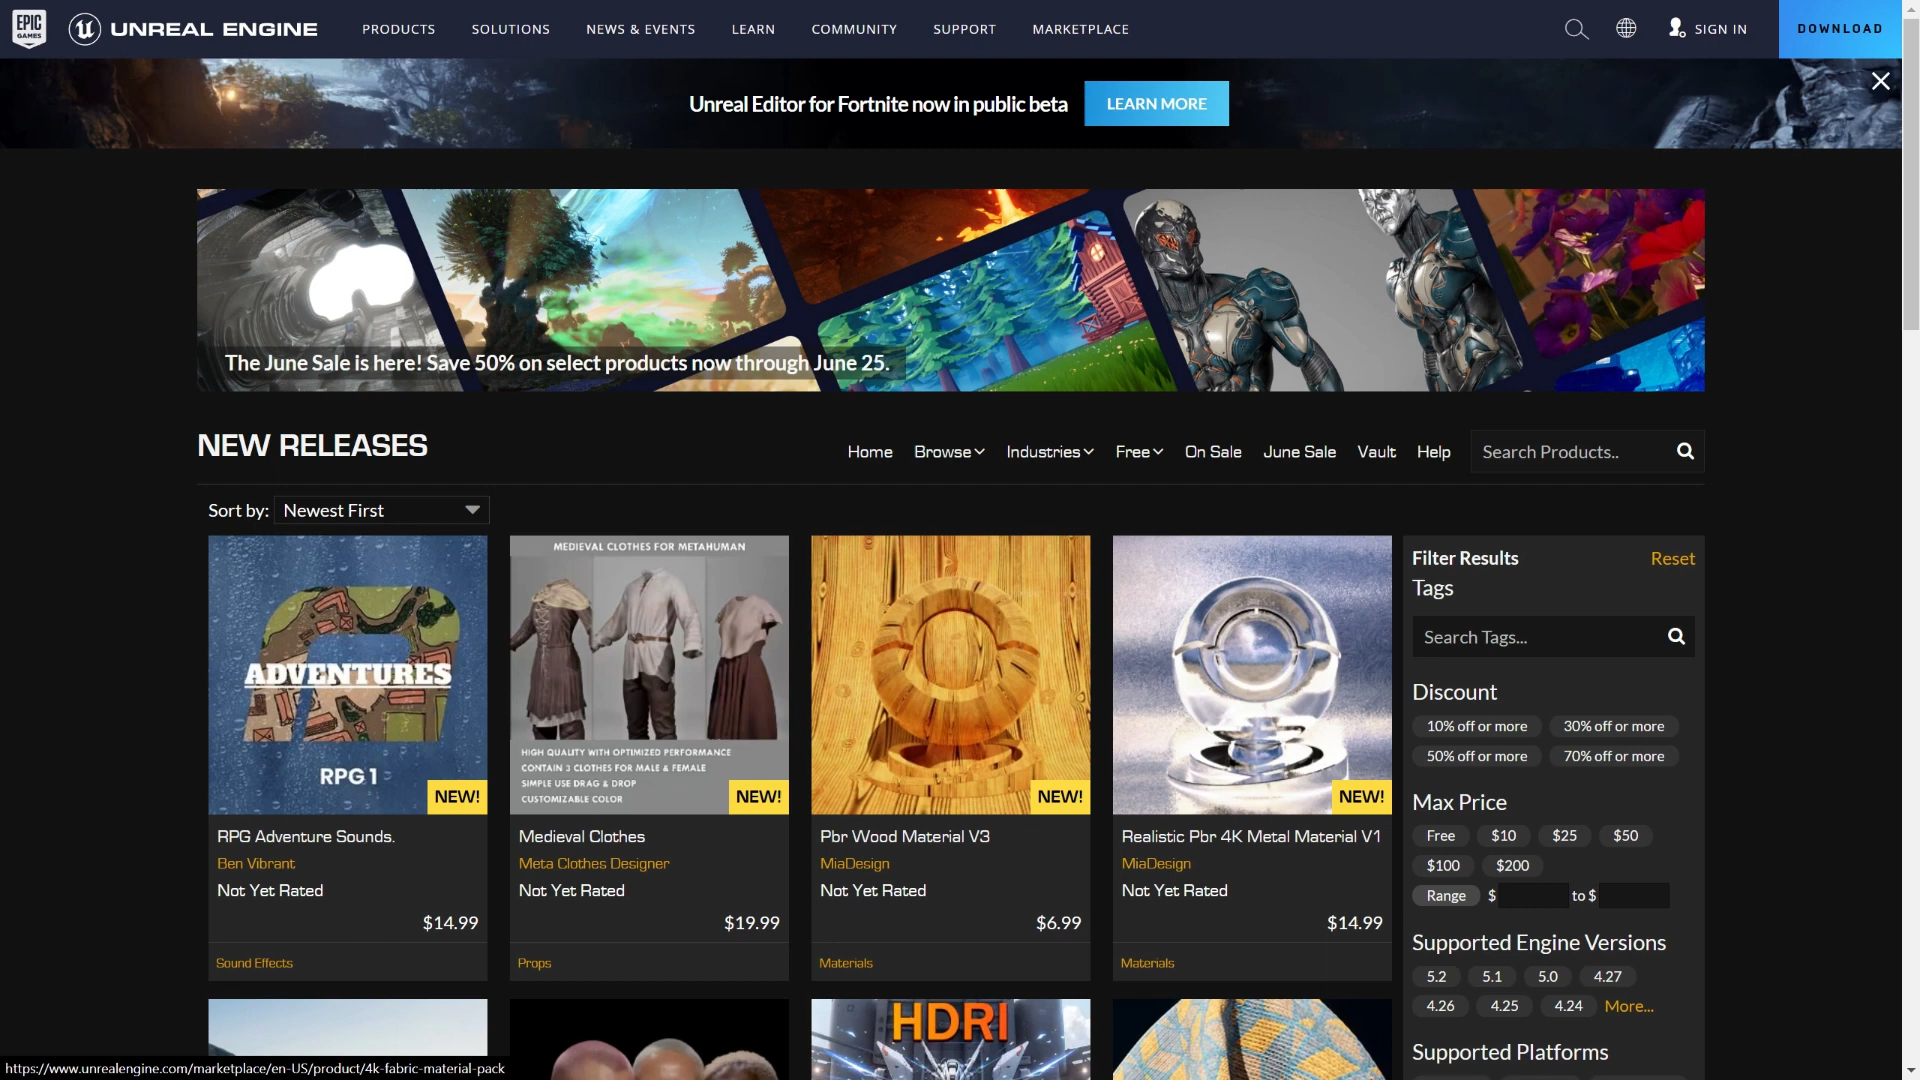 EPIC GAMES
UNREAL ENGINE
PRODUCTS
SOLUTIONS
NEWS & EVENTS
LEARN
COMMUNITY
SUPPORT
MARKETPLACE
SIGN IN
DOWNLOAD
Unreal Editor for Fortnite now in public beta
LEARN MORE
The June Sale is here! Save 50% on select products now through June 25.
NEW RELEASES
Home
Browse
Industries
Free
On Sale
June Sale
Vault
Help
Search Products..
Sort by: Newest First
ADVENTURES
RPG 1
NEW!
RPG Adventure Sounds.
Ben Vibrant
Not Yet Rated
$14.99
Sound Effects
MEDIEVAL CLOTHES FOR METAHUMAN
HIGH QUALITY WITH OPTIMIZED PERFORMANCE
CONTAIN 3 CLOTHES FOR MALE & FEMALE
SIMPLE USE DRAG & DROP
CUSTOMIZABLE COLOR
NEW!
Medieval Clothes
Meta Clothes Designer
Not Yet Rated
$19.99
Props
NEW!
Pbr Wood Material V3
MiaDesign
Not Yet Rated
$6.99
Materials
NEW!
Realistic Pbr 4K Metal Material V1
MiaDesign
Not Yet Rated
$14.99
Materials
Filter Results
Reset
Tags
Search Tags...
Discount
10% off or more
30% off or more
50% off or more
70% off or more
Max Price
Free
$10
$25
$50
$100
$200
Range $ to $
Supported Engine Versions
5.2
5.1
5.0
4.27
4.26
4.25
4.24
More...
Supported Platforms
HDRI
https://www.unrealengine.com/marketplace/en-US/product/4k-fabric-material-pack